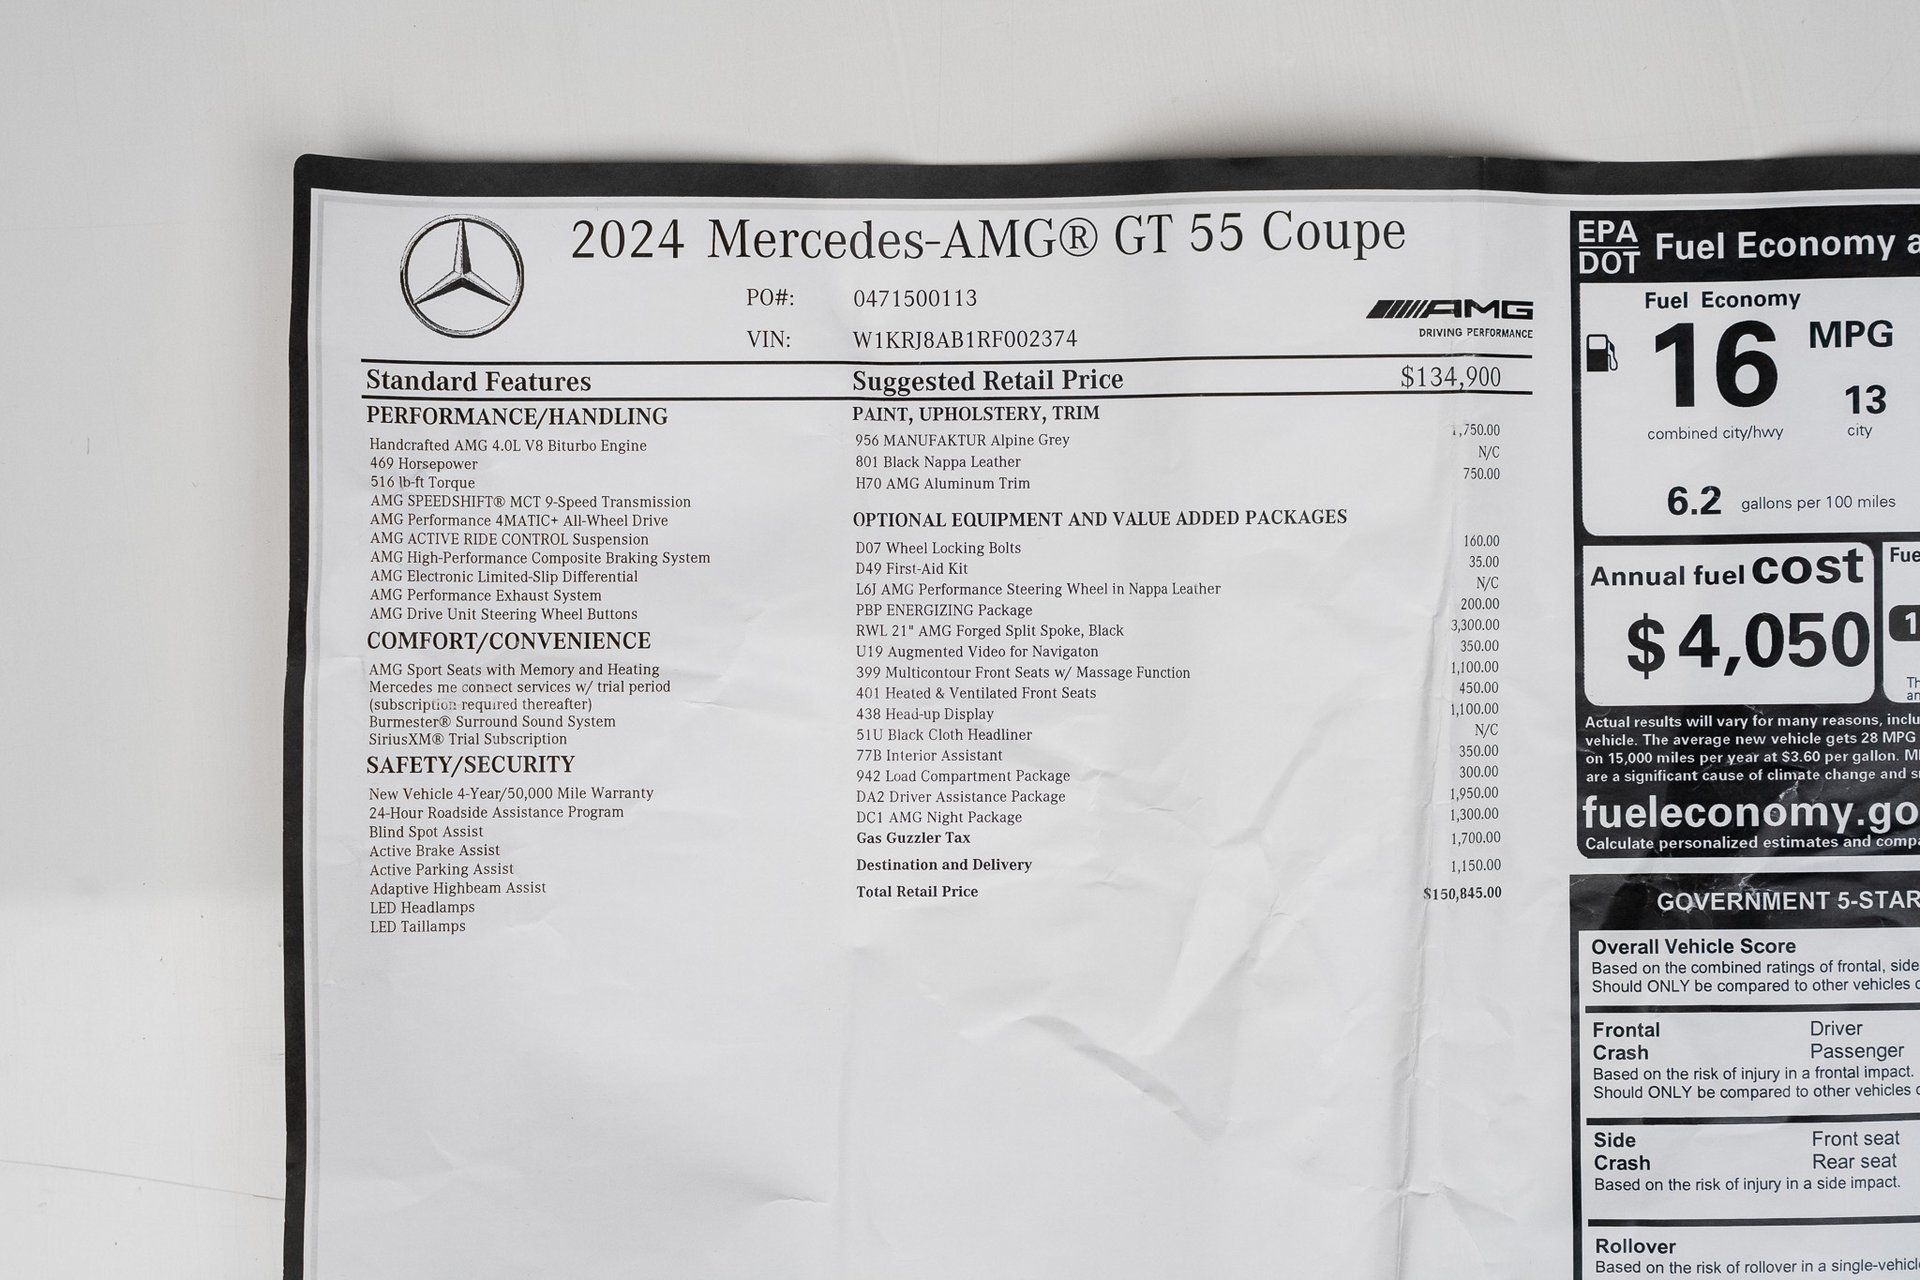 2024 Mercedes-AMG® GT 55 Coupe
PO#: 0471500113
VIN: W1KRJ8AB1RF002374
AMG
DRIVING PERFORMANCE
Standard Features
PERFORMANCE/HANDLING
Handcrafted AMG 4.0L V8 Biturbo Engine
469 Horsepower
516 lb-ft Torque
AMG SPEEDSHIFT® MCT 9-Speed Transmission
AMG Performance 4MATIC+ All-Wheel Drive
AMG ACTIVE RIDE CONTROL Suspension
AMG High-Performance Composite Braking System
AMG Electronic Limited-Slip Differential
AMG Performance Exhaust System
AMG Drive Unit Steering Wheel Buttons
COMFORT/CONVENIENCE
AMG Sport Seats with Memory and Heating
Mercedes me connect services w/ trial period
(subscription required thereafter)
Burmester® Surround Sound System
SiriusXM® Trial Subscription
SAFETY/SECURITY
New Vehicle 4-Year/50,000 Mile Warranty
24-Hour Roadside Assistance Program
Blind Spot Assist
Active Brake Assist
Active Parking Assist
Adaptive Highbeam Assist
LED Headlamps
LED Taillamps
Suggested Retail Price $134,900
PAINT, UPHOLSTERY, TRIM
956 MANUFAKTUR Alpine Grey 1,750.00
801 Black Nappa Leather N/C
H70 AMG Aluminum Trim 750.00
OPTIONAL EQUIPMENT AND VALUE ADDED PACKAGES
D07 Wheel Locking Bolts 160.00
D49 First-Aid Kit 35.00
L6J AMG Performance Steering Wheel in Nappa Leather N/C
PBP ENERGIZING Package 200.00
RWL 21" AMG Forged Split Spoke, Black 3,300.00
U19 Augmented Video for Navigaton 350.00
399 Multicontour Front Seats w/ Massage Function 1,100.00
401 Heated & Ventilated Front Seats 450.00
438 Head-up Display 1,100.00
51U Black Cloth Headliner N/C
77B Interior Assistant 350.00
942 Load Compartment Package 300.00
DA2 Driver Assistance Package 1,950.00
DC1 AMG Night Package 1,300.00
Gas Guzzler Tax 1,700.00
Destination and Delivery 1,150.00
Total Retail Price $150,845.00
EPA
DOT
Fuel Economy a
Fuel Economy
16 MPG
13
combined city/hwy city
6.2 gallons per 100 miles
Annual fuel cost
$4,050
Fue
1
Th
an
Actual results will vary for many reasons, inclu
vehicle. The average new vehicle gets 28 MPG
on 15,000 miles per year at $3.60 per gallon. M
are a significant cause of climate change and s
fueleconomy.go
Calculate personalized estimates and compa
GOVERNMENT 5-STAR
Overall Vehicle Score
Based on the combined ratings of frontal, side
Should ONLY be compared to other vehicles o
Frontal Driver
Crash Passenger
Based on the risk of injury in a frontal impact.
Should ONLY be compared to other vehicles o
Side Front seat
Crash Rear seat
Based on the risk of injury in a side impact.
Rollover
Based on the risk of rollover in a single-vehicl